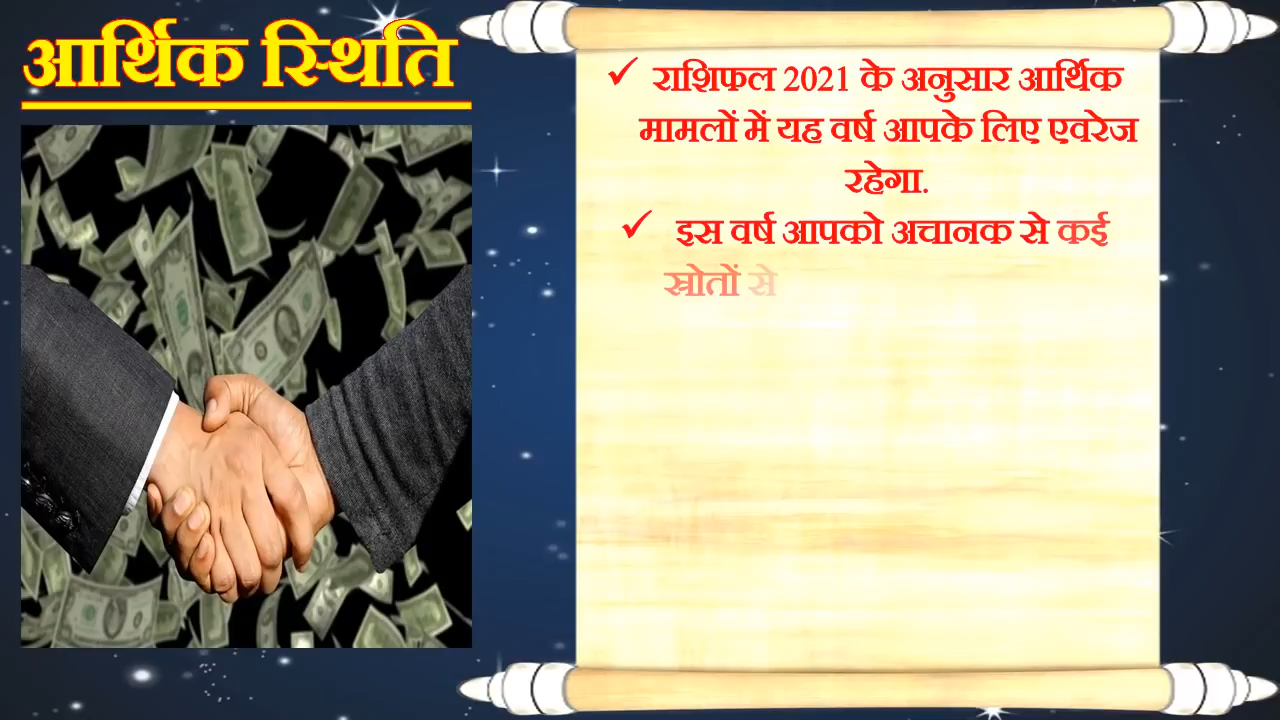 आर्थिक स्थिति
✓ राशिफल 2021 के अनुसार आर्थिक
मामलों में यह वर्ष आपके लिए एवरेज
रहेगा.
✓ इस वर्ष आपको अचानक से कई
स्रोतों से